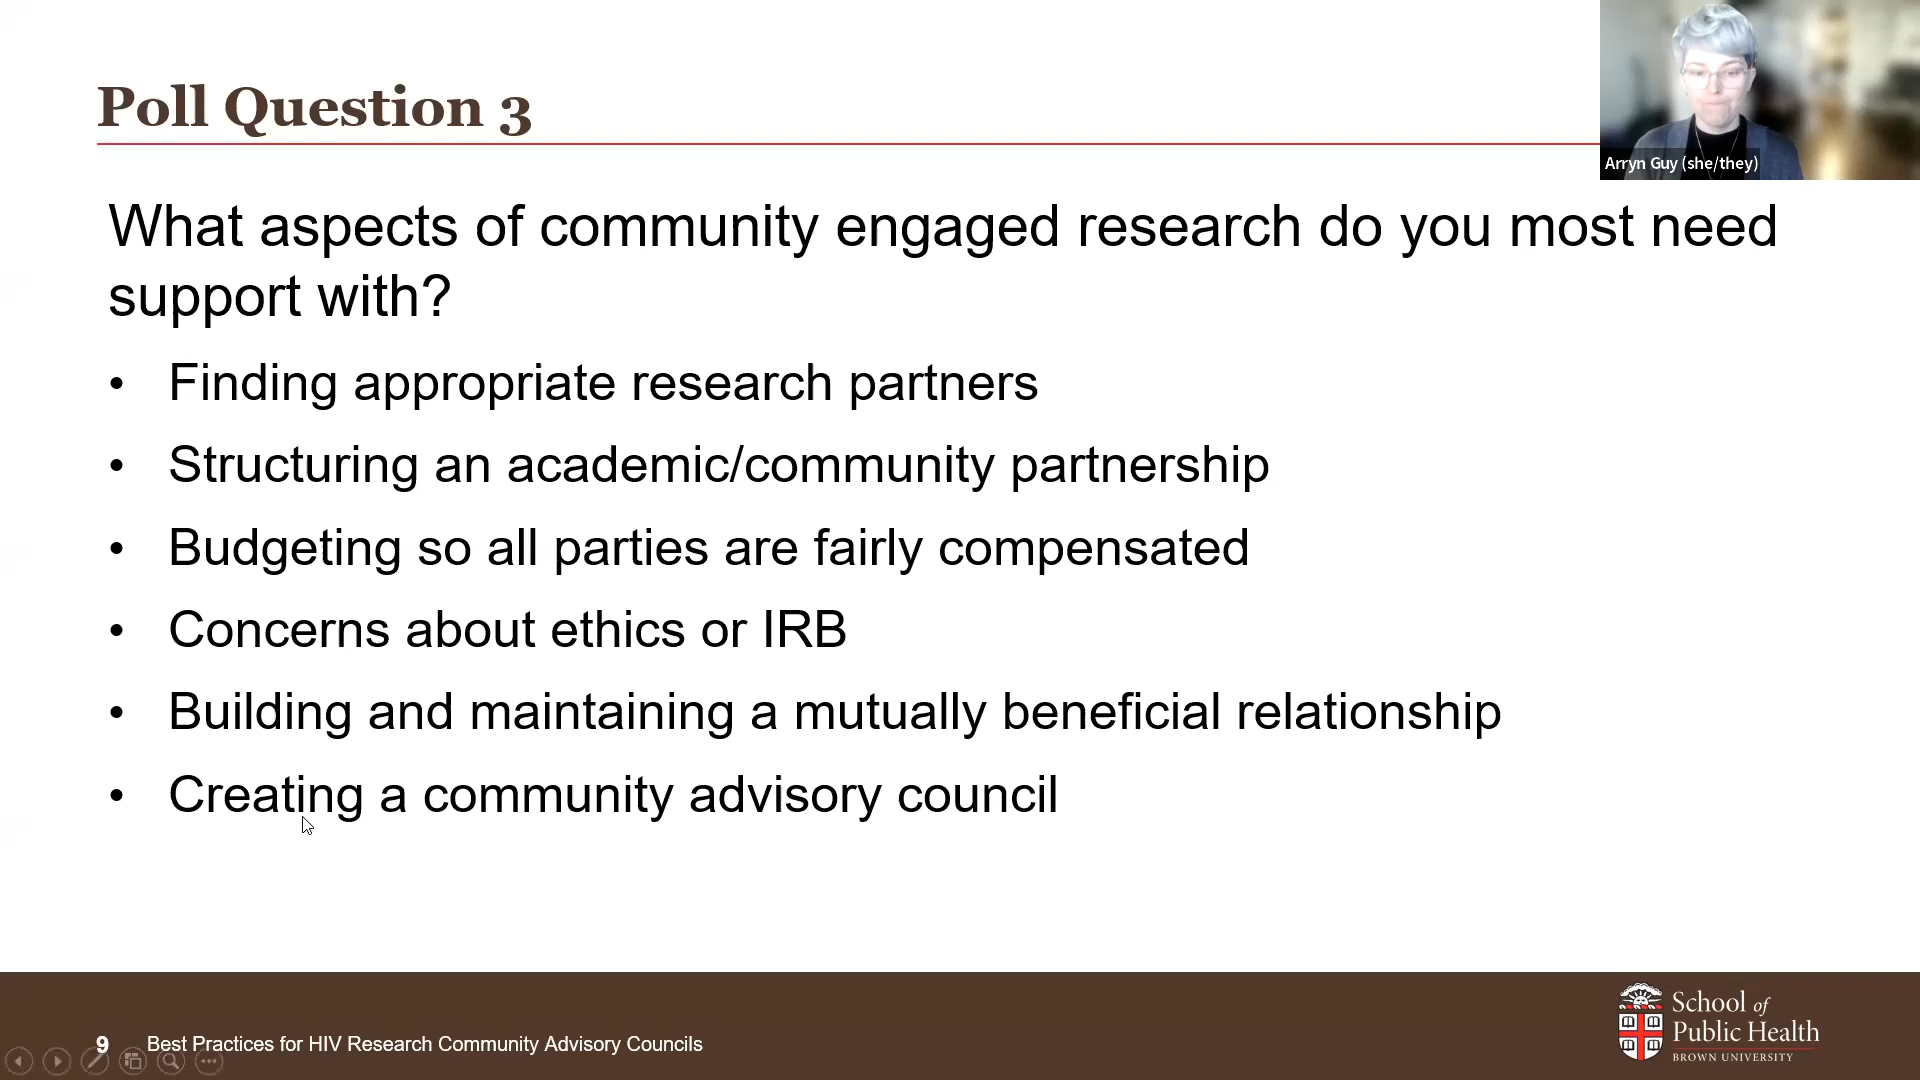 Poll Question 3
Arryn Guy (she/they)
What aspects of community engaged research do you most need
support with?
• Finding appropriate research partners
• Structuring an academic/community partnership
• Budgeting so all parties are fairly compensated
• Concerns about ethics or IRB
• Building and maintaining a mutually beneficial relationship
• Creating a community advisory council
9 Best Practices for HIV Research Community Advisory Councils
School of
Public Health
BROWN UNIVERSITY